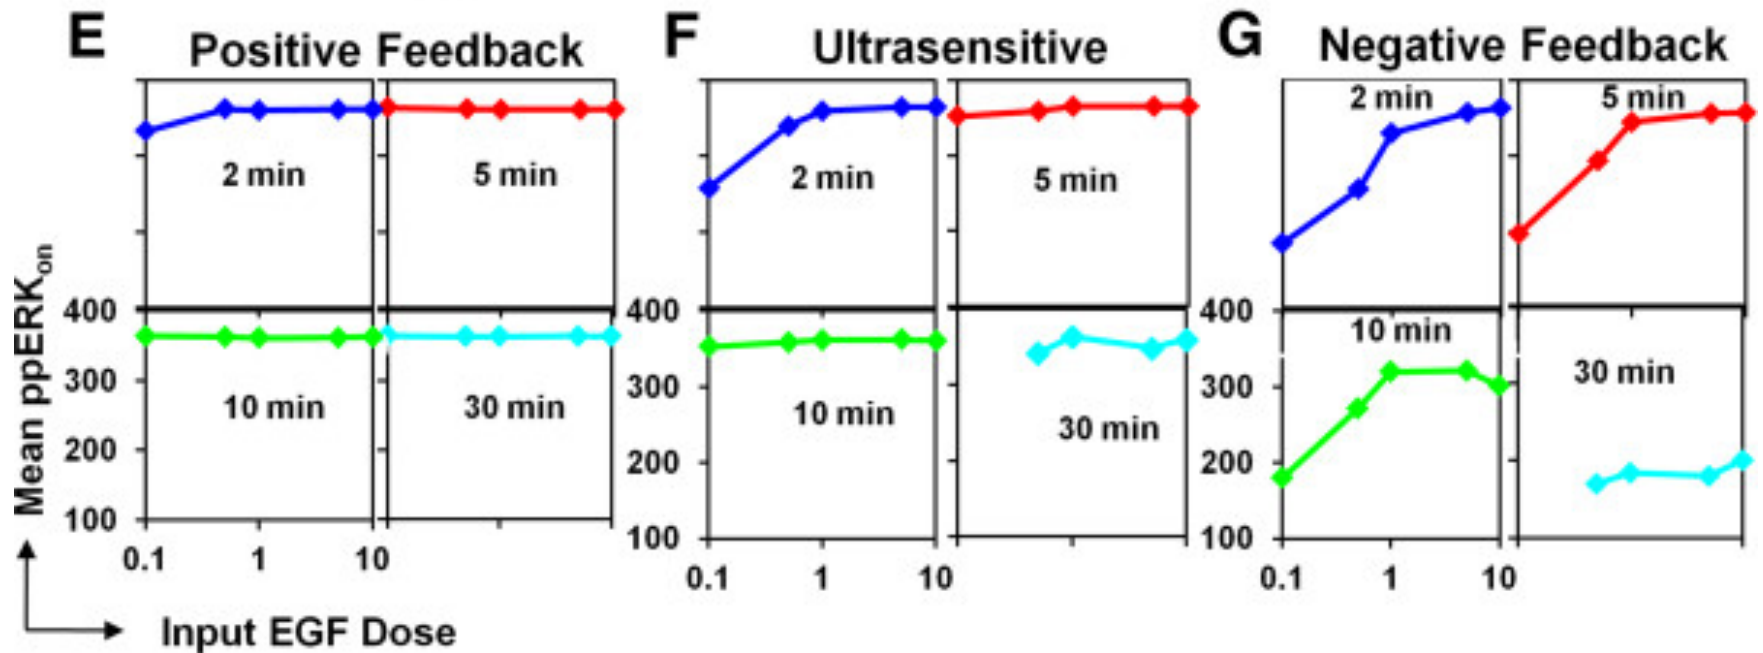 E Positive Feedback
F Ultrasensitive
G Negative Feedback
2 min
5 min
2 min
5 min
2 min
5 min
Mean ppERKon
400
300
200
100
10 min
30 min
400
300
200
100
10 min
30 min
400
300
200
100
10 min
30 min
0.1 1 10
0.1 1 10
0.1 1 10
Input EGF Dose